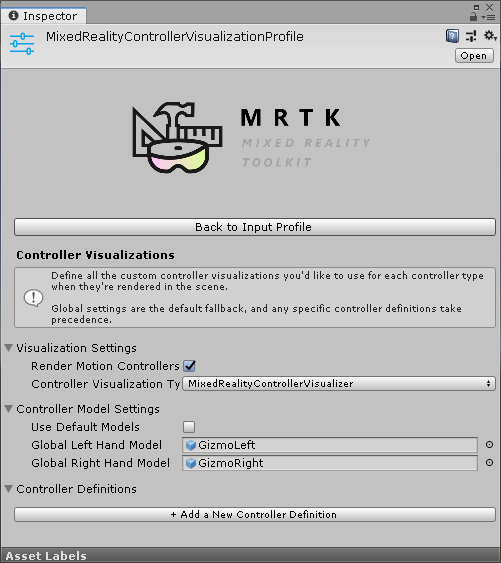 Inspector
MixedRealityControllerVisualizationProfile
Open
MRTK
MIXED REALITY
TOOLKIT
Back to Input Profile
Controller Visualizations
Define all the custom controller visualizations you'd like to use for each controller type
when they're rendered in the scene.
Global settings are the default fallback, and any specific controller definitions take
precedence.
Visualization Settings
Render Motion Controllers
Controller Visualization Ty MixedRealityControllerVisualizer
Controller Model Settings
Use Default Models
Global Left Hand Model GizmoLeft
Global Right Hand Model GizmoRight
Controller Definitions
+ Add a New Controller Definition
Asset Labels